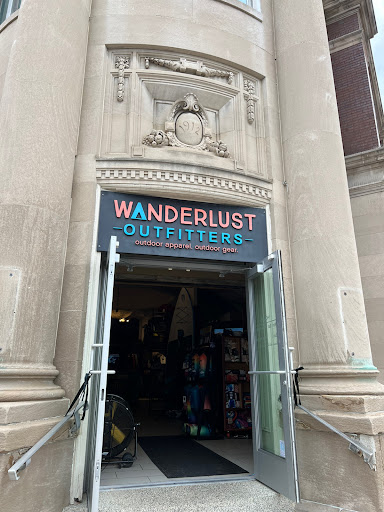 WANDERLUST
OUTFITTERS
outdoor apparel. outdoor gear.